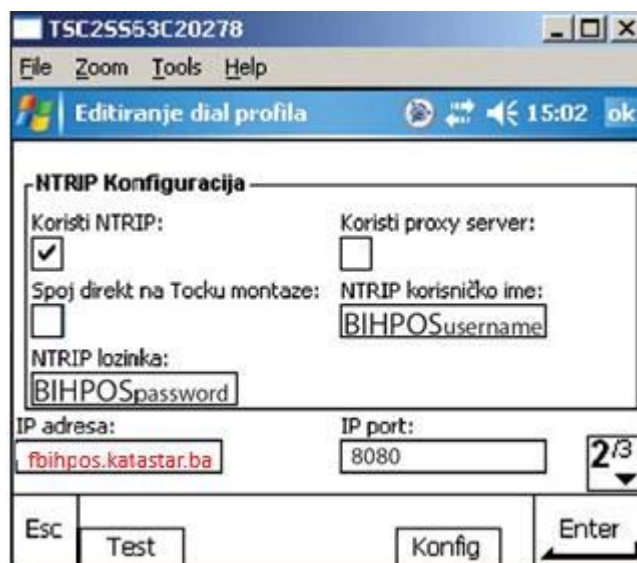 TSC2SS63C20278
File Zoom Tools Help
Editiranje dial profila 15:02 ok
NTRIP Konfiguracija
Koristi NTRIP: Koristi proxy server:
Spoj direkt na Tocku montaze: NTRIP korisničko ime:
BIHPOSusername
NTRIP lozinka:
BIHPOSpassword
IP adresa: IP port:
fbihpos.katastar.ba 8080
2/3
Esc Test Konfig Enter